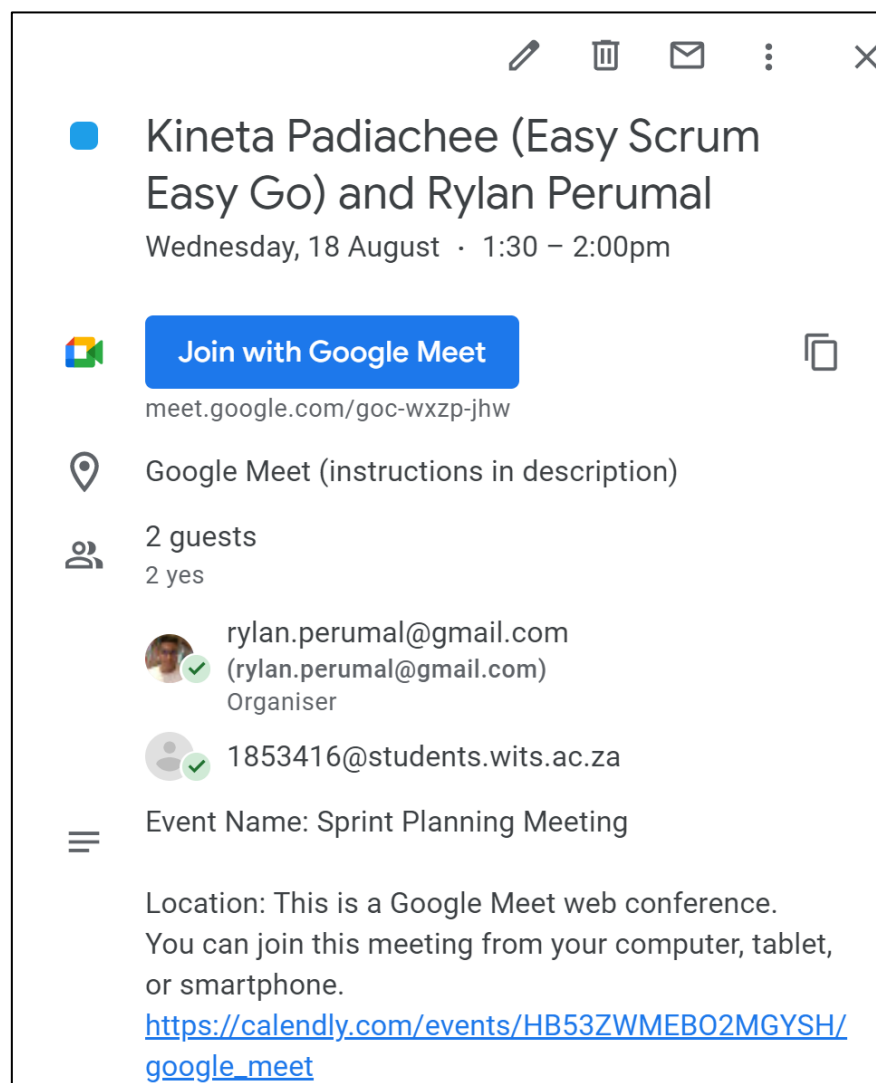 Kineta Padiachee (Easy Scrum
Easy Go) and Rylan Perumal
Wednesday, 18 August · 1:30 – 2:00pm
Join with Google Meet
meet.google.com/goc-wxzp-jhw
Google Meet (instructions in description)
2 guests
2 yes
rylan.perumal@gmail.com
(rylan.perumal@gmail.com)
Organiser
1853416@students.wits.ac.za
Event Name: Sprint Planning Meeting
Location: This is a Google Meet web conference.
You can join this meeting from your computer, tablet,
or smartphone.
https://calendly.com/events/HB53ZWMEBO2MGYSH/
google_meet